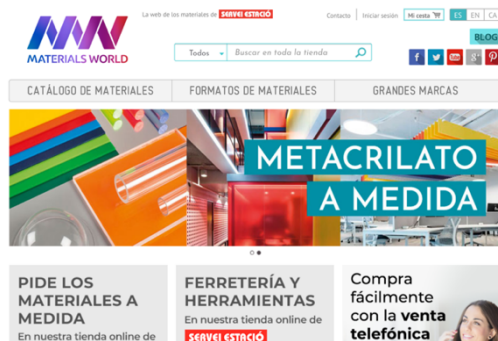 La web de los materiales de SERVEI ESTACIÓ
Contacto
Iniciar sesión
Mi cesta
ES EN CA
MATERIALS WORLD
Todos
Buscar en toda la tienda
BLOG
CATÁLOGO DE MATERIALES
FORMATOS DE MATERIALES
GRANDES MARCAS
METACRILATO
A MEDIDA
PIDE LOS
MATERIALES A
MEDIDA
En nuestra tienda online de
FERRETERÍA Y
HERRAMIENTAS
En nuestra tienda online de
SERVEI ESTACIÓ
Compra
fácilmente
con la venta
telefónica